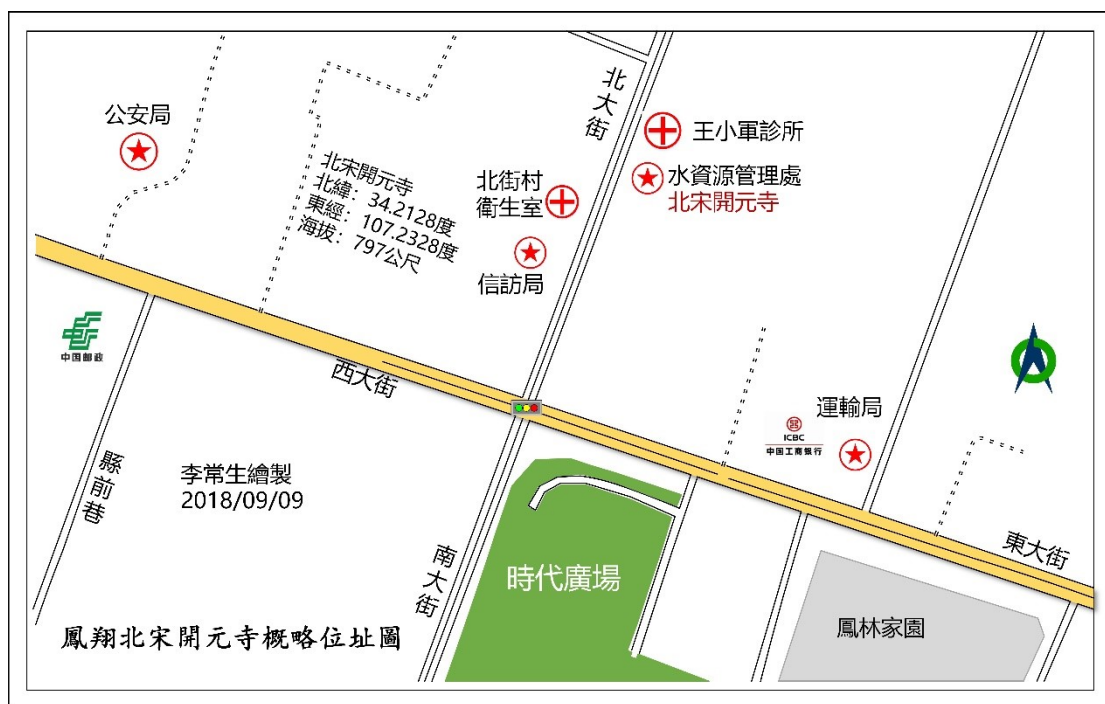 公安局
北大街
王小軍診所
北宋開元寺
北緯：34.2128度
東經：107.2328度
海拔：797公尺
北街村
衛生室
水資源管理處
北宋開元寺
信訪局
中国邮政
西大街
運輸局
ICBC
中国工商银行
縣前巷
李常生繪製
2018/09/09
南大街
時代廣場
東大街
鳳林家園
鳳翔北宋開元寺概略位址圖